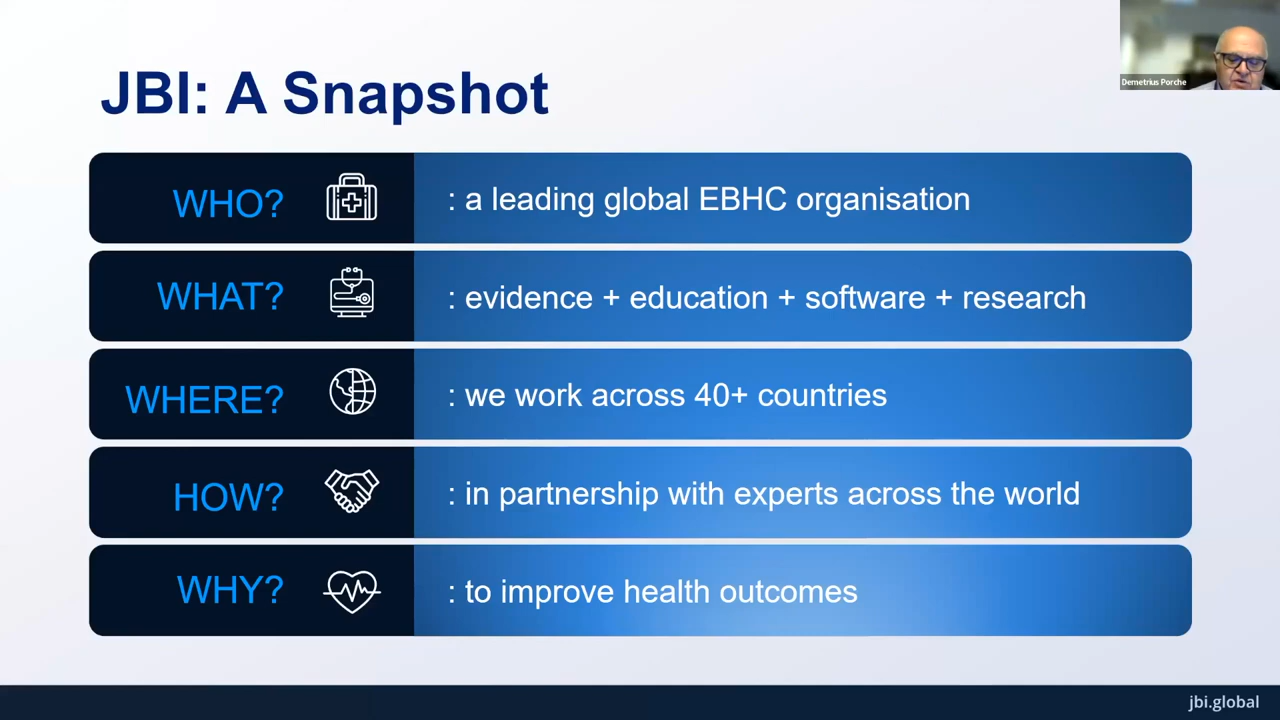 Demetrius Porche
JBI: A Snapshot
WHO? : a leading global EBHC organisation
WHAT? : evidence + education + software + research
WHERE? : we work across 40+ countries
HOW? : in partnership with experts across the world
WHY? : to improve health outcomes
jbi.global